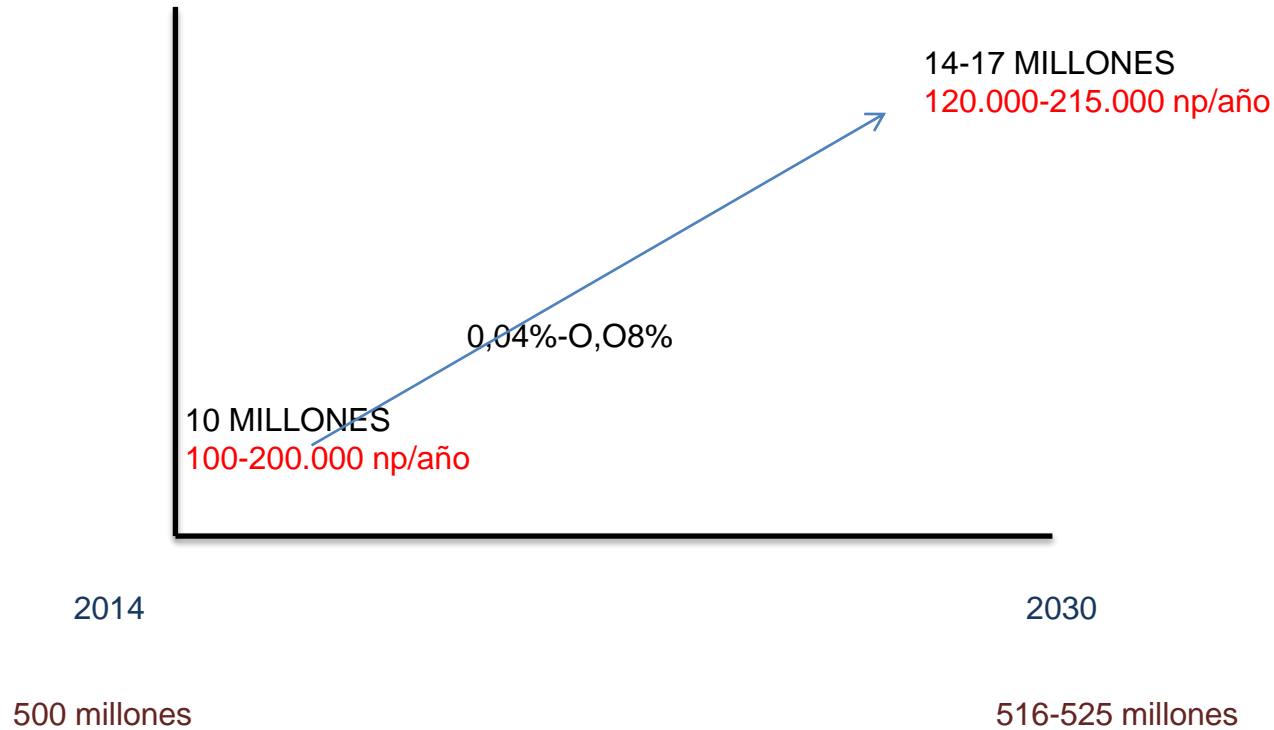 14-17 MILLONES
120.000-215.000 np/año
0,04%-O,O8%
10 MILLONES
100-200.000 np/año
2014
2030
500 millones
516-525 millones